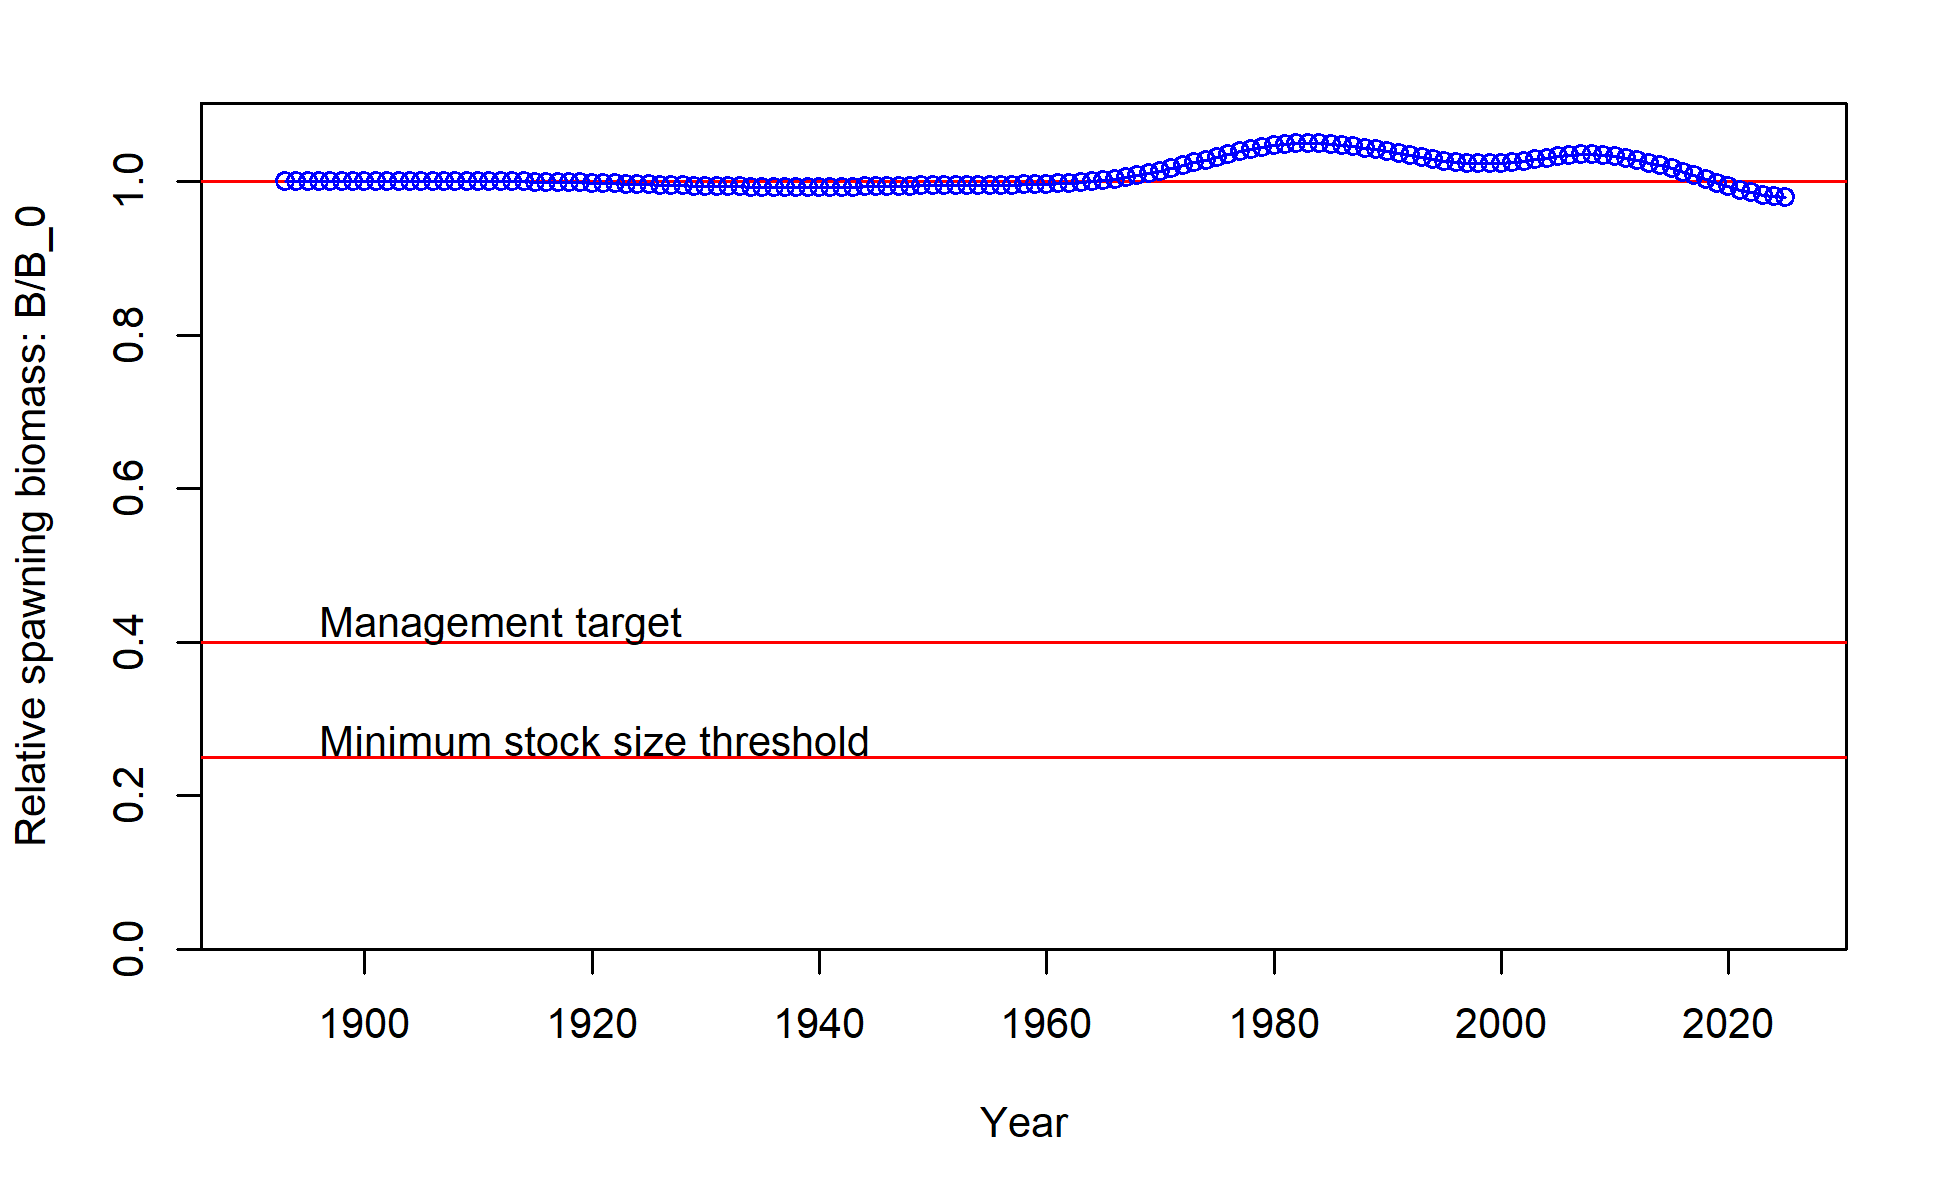 Relative spawning biomass: B/B_0
1.0
0.8
0.6
0.4
0.2
0.0
Management target
Minimum stock size threshold
1900 1920 1940 1960 1980 2000 2020
Year